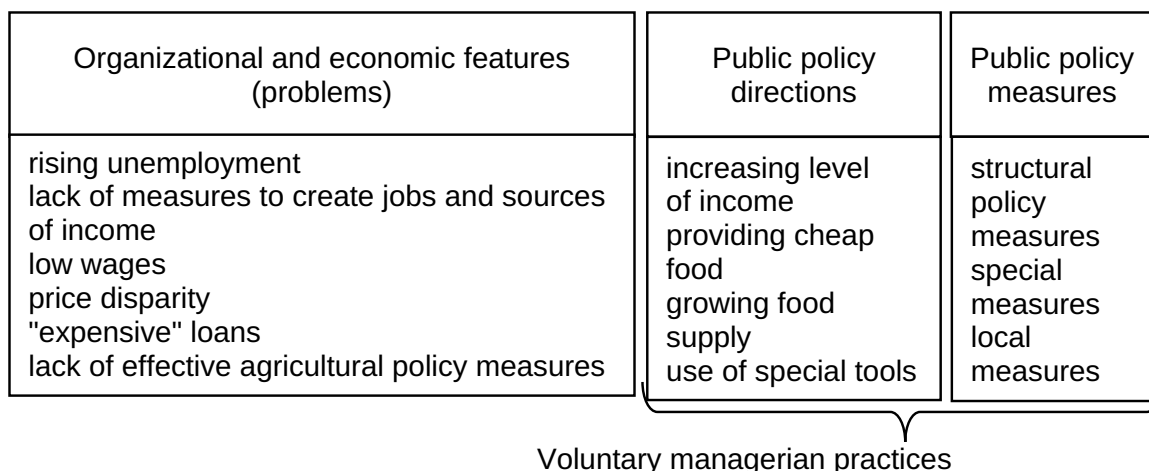 Organizational and economic features
(problems)
Public policy
directions
Public policy
measures
rising unemployment
lack of measures to create jobs and sources
of income
low wages
price disparity
"expensive" loans
lack of effective agricultural policy measures
increasing level
of income
providing cheap
food
growing food
supply
use of special tools
structural
policy
measures
special
measures
local
measures
Voluntary managerian practices